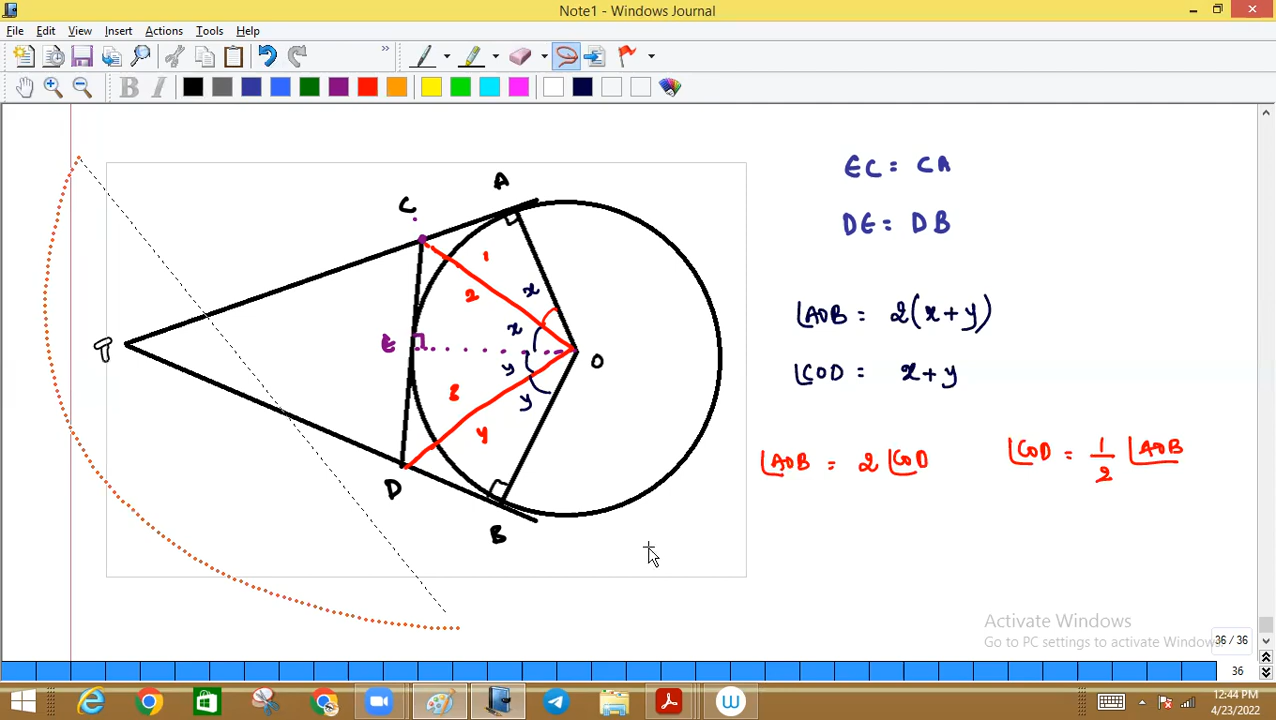 Note1 - Windows Journal
File Edit View Insert Actions Tools Help
»
B I
A
C
EC = CA
DE = DB
1
2
x
x
∠AOB = 2(x+y)
T
E
O
y
∠COD = x+y
3
y
4
∠AOB = 2 ∠COD
∠COD = 1/2 ∠AOB
D
B
Activate Windows
Go to PC settings to activate Windows.
36 / 36
36
W
12:44 PM
4/23/2022